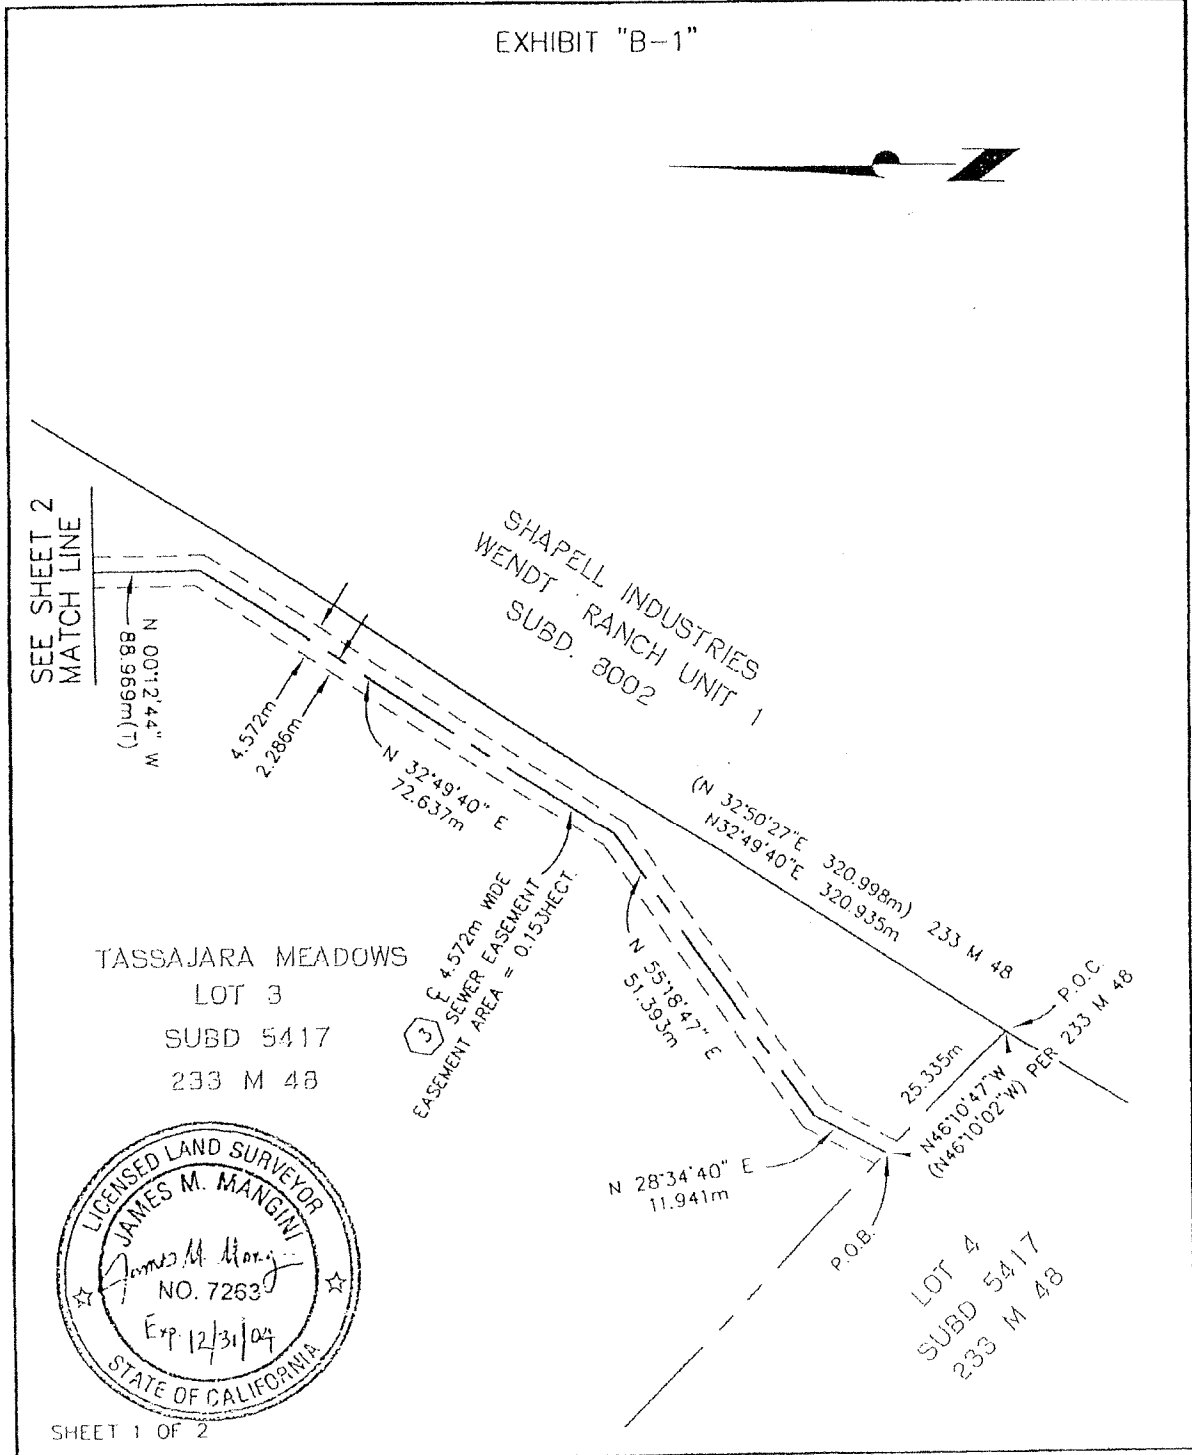 EXHIBIT "B-1"
SEE SHEET 2
MATCH LINE
N 00°12'44" W
88.969m(T)
4.572m
2.286m
SHAPELL INDUSTRIES
WENDT RANCH UNIT 1
SUBD. 8002
N 32°49'40" E
72.637m
(N 32°50'27"E 320.998m) 233 M 48
N32°49'40"E 320.935m
3
℄ 4.572m WIDE
SEWER EASEMENT
EASEMENT AREA = 0.153HECT.
N 55°18'47" E
51.393m
TASSAJARA MEADOWS
LOT 3
SUBD 5417
233 M 48
P.O.C.
25.335m
N46°10'47"W
(N46°10'02"W) PER 233 M 48
N 28°34'40" E
11.941m
P.O.B.
LOT 4
SUBD 5417
233 M 48
LICENSED LAND SURVEYOR
JAMES M. MANGINI
James M. Mang
NO. 7263
Exp. 12/31/04
STATE OF CALIFORNIA
SHEET 1 OF 2